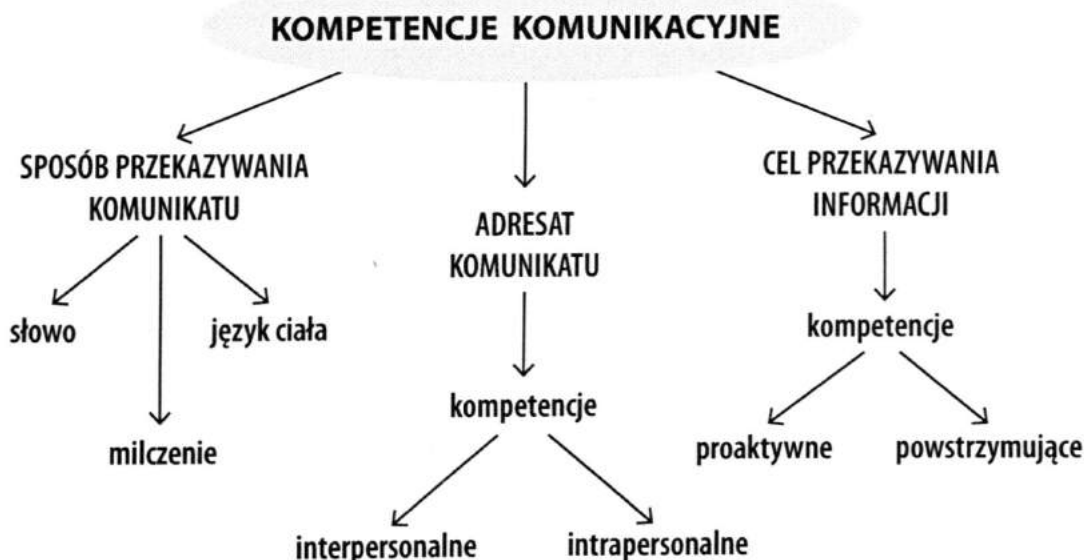 KOMPETENCJE KOMUNIKACYJNE
SPOSÓB PRZEKAZYWANIA
KOMUNIKATU
słowo
język ciała
milczenie
ADRESAT
KOMUNIKATU
kompetencje
interpersonalne
intrapersonalne
CEL PRZEKAZYWANIA
INFORMACJI
kompetencje
proaktywne
powstrzymujące